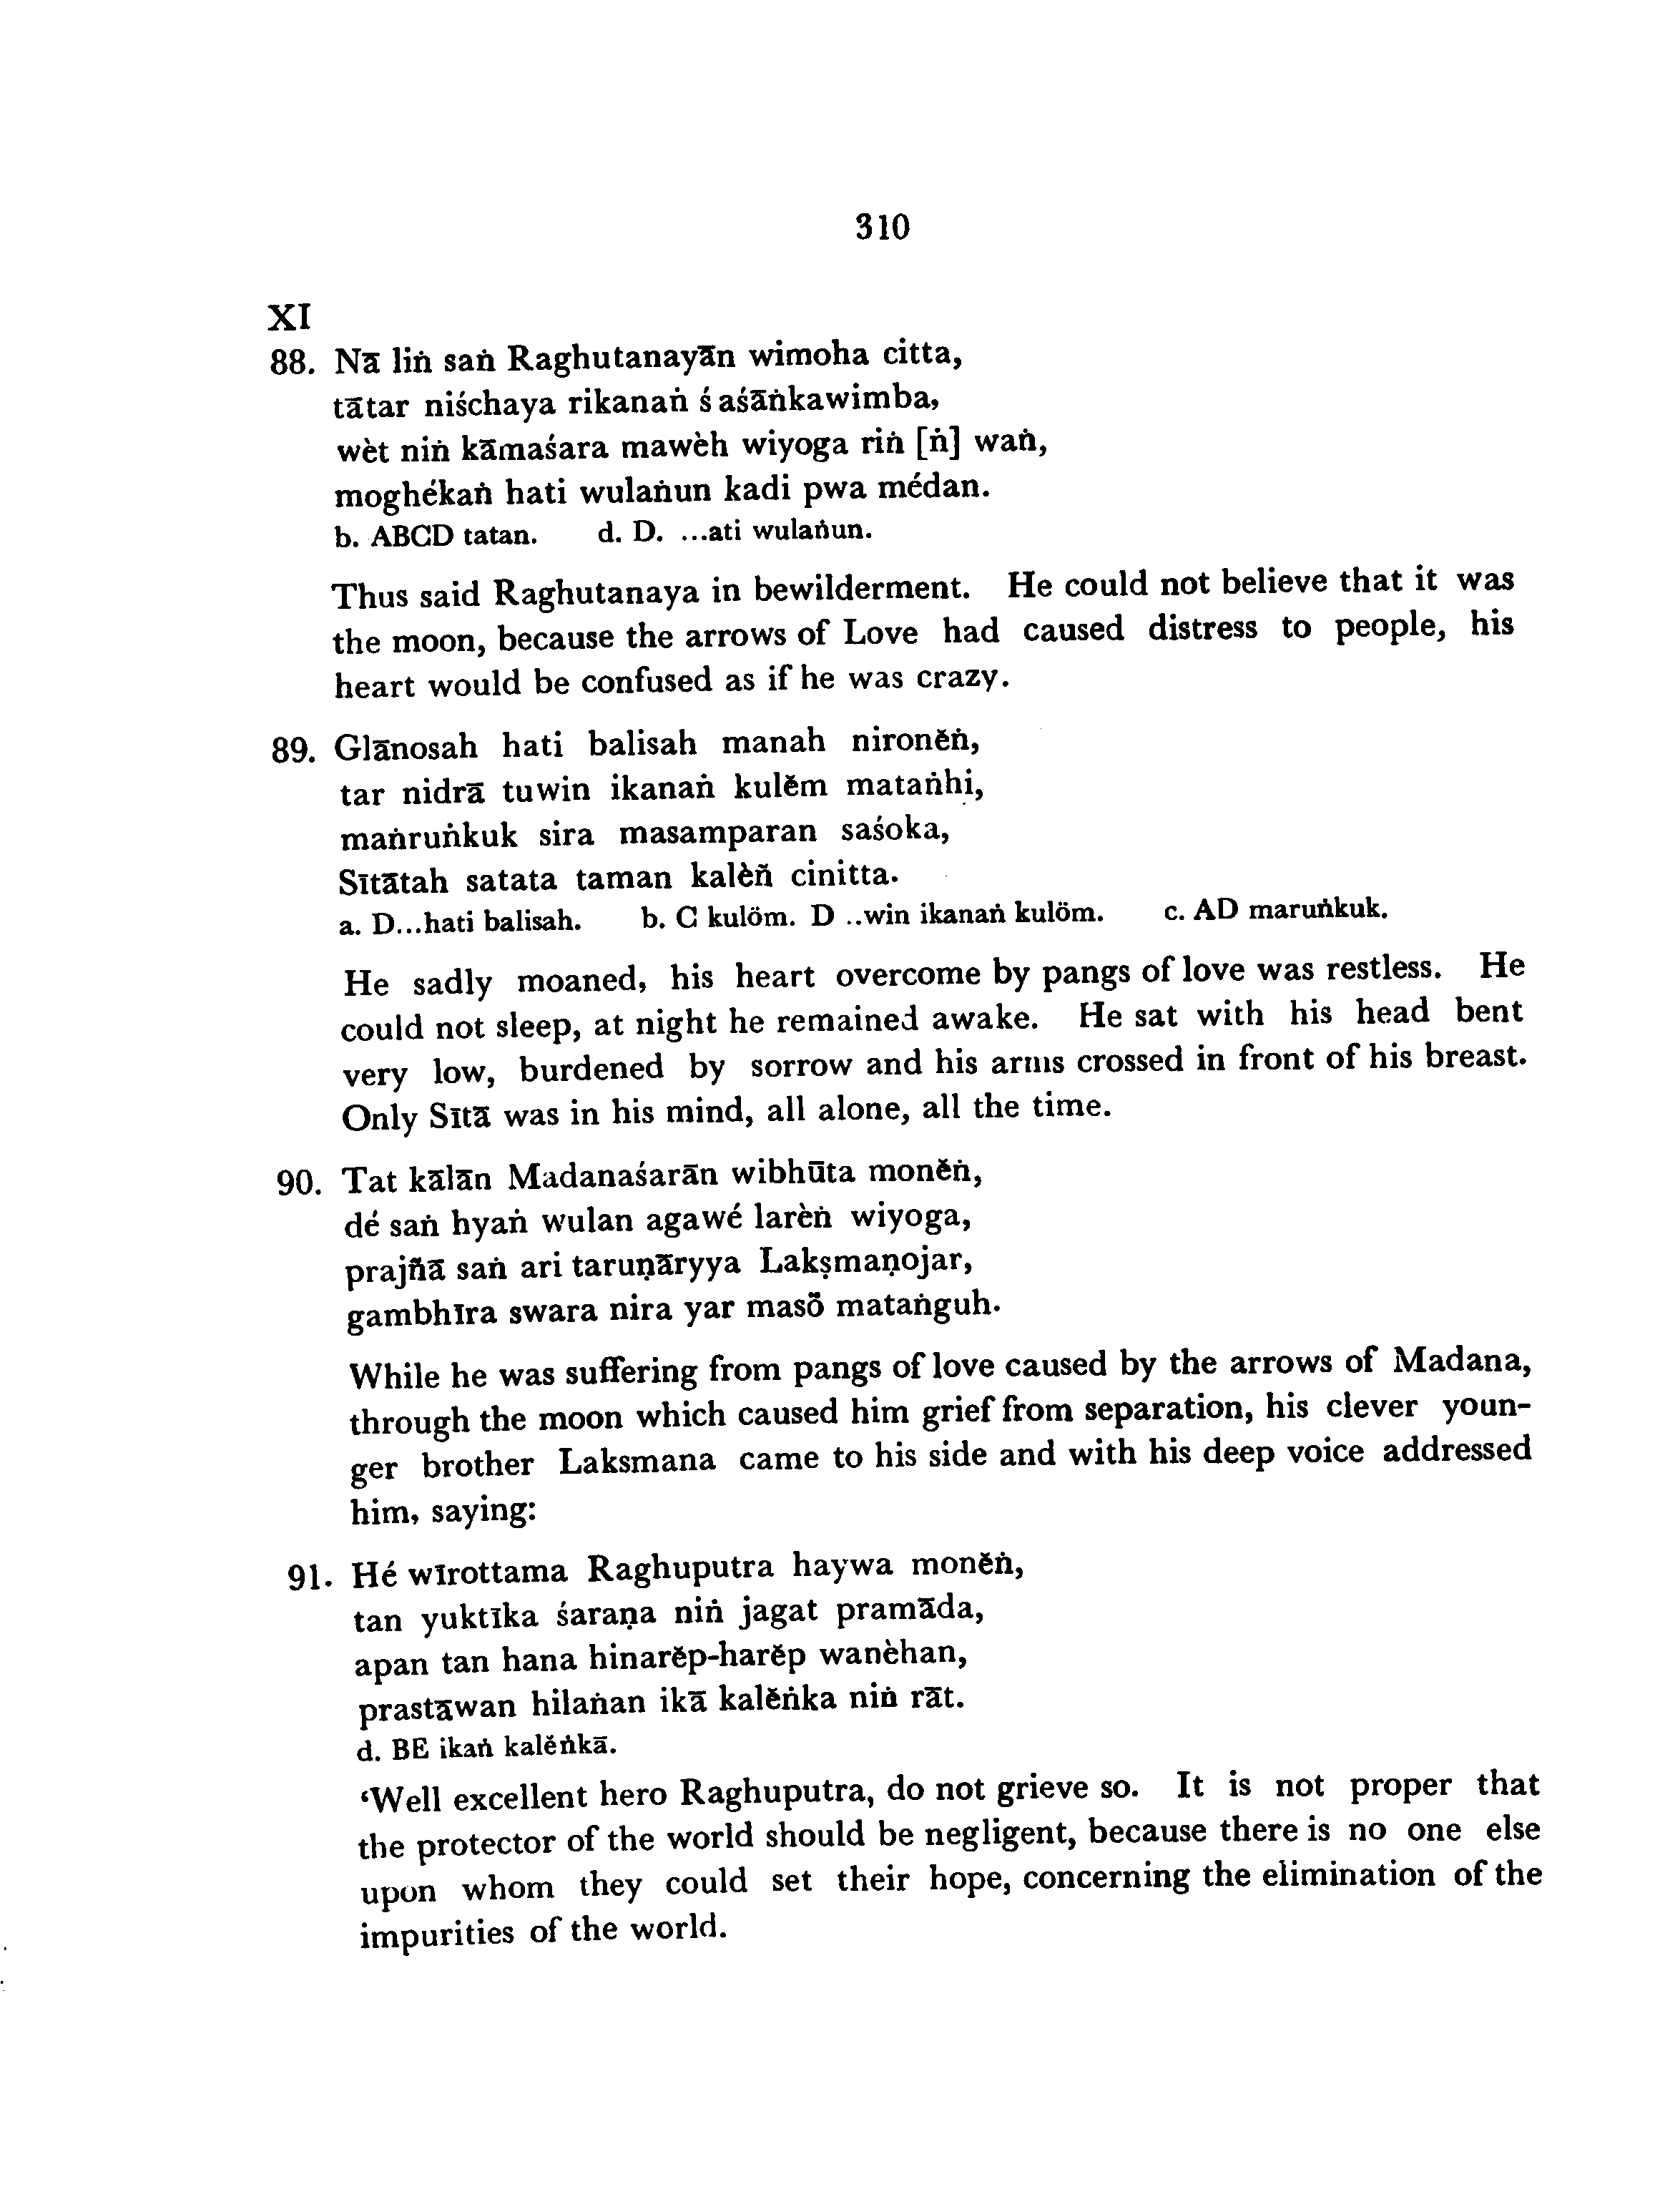 310
XI
88. Nā liṅ saṅ Raghutanayān wimoha citta,
tātar niśchaya rikanaṅ ś aśāṅkawimba,
wèt niṅ kāmaśara mawèh wiyoga riṅ [ṅ] waṅ,
moghékaṅ hati wulaṅun kadi pwa médan.
b. ABCD tatan. d. D. ...ati wulaṅun.
Thus said Raghutanaya in bewilderment. He could not believe that it was
the moon, because the arrows of Love had caused distress to people, his
heart would be confused as if he was crazy.
89. Glānosah hati balisah manah nironĕṅ,
tar nidrā tuwin ikanaṅ kulĕm mataṅhi,
maṅruṅkuk sira masamparan saśoka,
Sītātah satata taman kalèñ cinitta.
a. D...hati balisah. b. C kulöm. D ..win ikanaṅ kulöm. c. AD maruṅkuk.
He sadly moaned, his heart overcome by pangs of love was restless. He
could not sleep, at night he remained awake. He sat with his head bent
very low, burdened by sorrow and his arms crossed in front of his breast.
Only Sītā was in his mind, all alone, all the time.
90. Tat kālān Madanaśarān wibhūta monĕṅ,
dé saṅ hyaṅ wulan agawé larèṅ wiyoga,
prajñā saṅ ari taruṇāryya Lakṣmaṇojar,
gambhīra swara nira yar masȫ mataṅguh.
While he was suffering from pangs of love caused by the arrows of Madana,
through the moon which caused him grief from separation, his clever youn-
ger brother Laksmana came to his side and with his deep voice addressed
him, saying:
91. Hé wīrottama Raghuputra haywa monĕṅ,
tan yuktīka śaraṇa niṅ jagat pramāda,
apan tan hana hinarĕp-harĕp wanèhan,
prastāwan hilaṅan ikā kalĕṅka niṅ rāt.
d. BE ikaṅ kalĕṅkā.
‘Well excellent hero Raghuputra, do not grieve so. It is not proper that
the protector of the world should be negligent, because there is no one else
upon whom they could set their hope, concerning the elimination of the
impurities of the world.